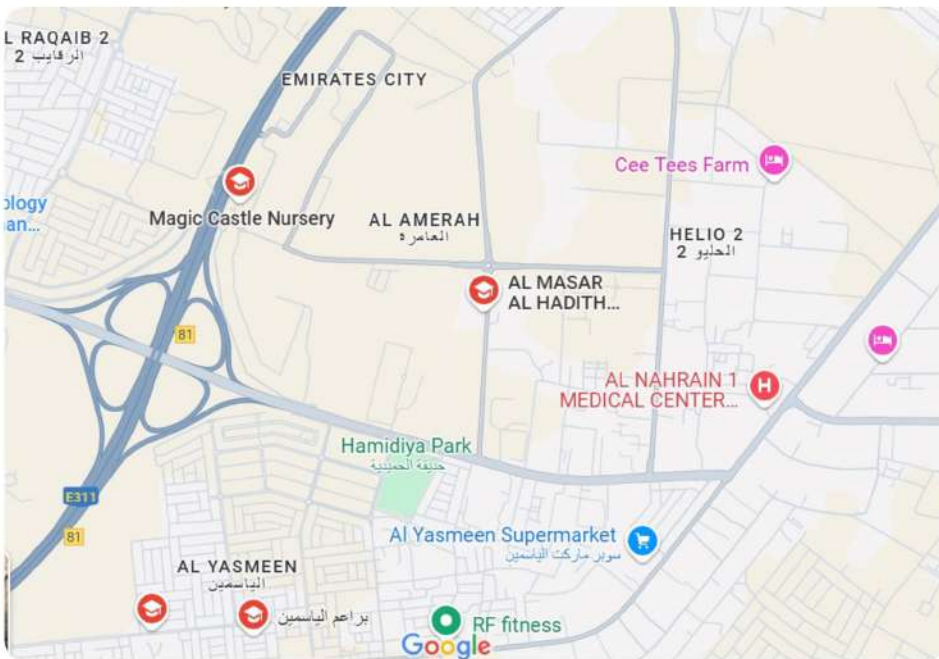 L RAQAIB 2
الرقايب 2
EMIRATES CITY
Cee Tees Farm
ology
an...
Magic Castle Nursery
AL AMERAH
العامرة
HELIO 2
الحليو 2
AL MASAR
AL HADITH...
81
AL NAHRAIN 1
MEDICAL CENTER...
H
Hamidiya Park
حديقة الحميدية
E311
81
Al Yasmeen Supermarket
سوبر ماركت الياسمين
AL YASMEEN
الياسمين
براعم الياسمين
RF fitness
Google